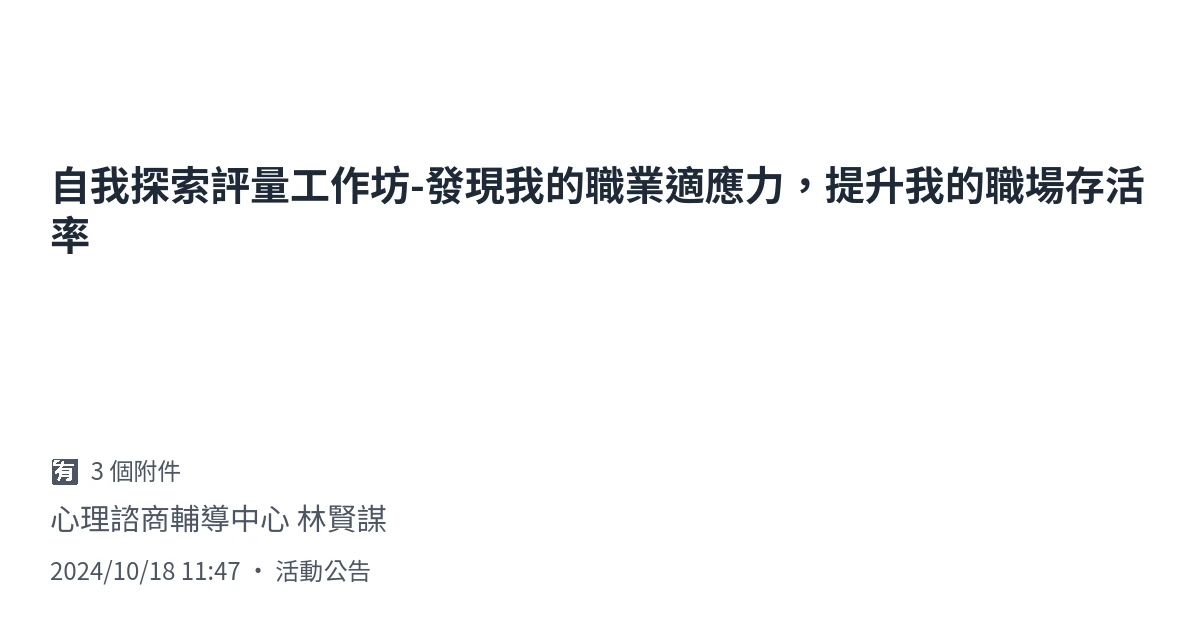 自我探索評量工作坊-發現我的職業適應力，提升我的職場存活
率
🈶 3 個附件
心理諮商輔導中心 林賢謀
2024/10/18 11:47 • 活動公告